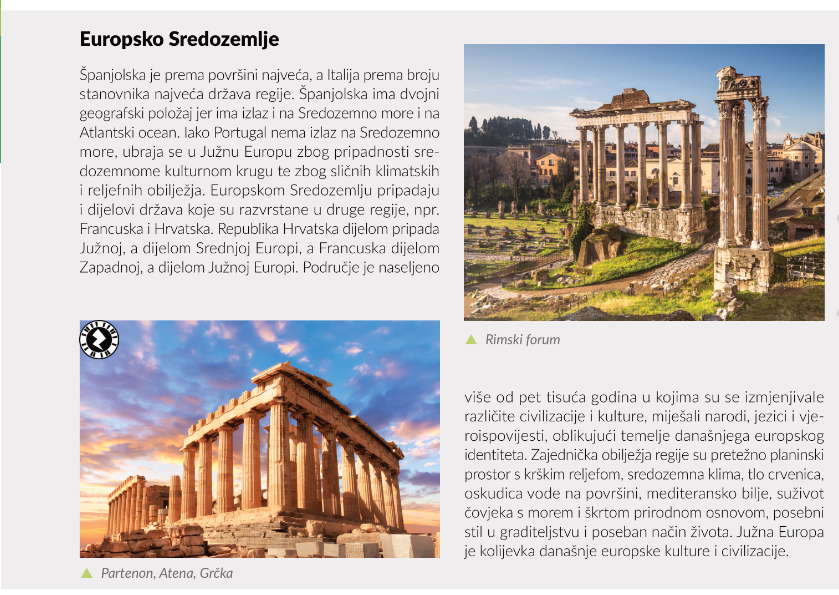 Europsko Sredozemlje
Španjolska je prema površini najveća, a Italija prema broju
stanovnika najveća država regije. Španjolska ima dvojni
geografski položaj jer ima izlaz i na Sredozemno more i na
Atlantski ocean. Iako Portugal nema izlaz na Sredozemno
more, ubraja se u Južnu Europu zbog pripadnosti sre-
dozemnome kulturnom krugu te zbog sličnih klimatskih
i reljefnih obilježja. Europskom Sredozemlju pripadaju
i dijelovi država koje su razvrstane u druge regije, npr.
Francuska i Hrvatska. Republika Hrvatska dijelom pripada
Južnoj, a dijelom Srednjoj Europi, a Francuska dijelom
Zapadnoj, a dijelom Južnoj Europi. Područje je naseljeno
Partenon, Atena, Grčka
Rimski forum
više od pet tisuća godina u kojima su se izmjenjivale
različite civilizacije i kulture, miješali narodi, jezici i vje-
roispovijesti, oblikujući temelje današnjega europskog
identiteta. Zajednička obilježja regije su pretežno planinski
prostor s krškim reljefom, sredozemna klima, tlo crvenica,
oskudica vode na površini, mediteransko bilje, suživot
čovjeka s morem i škrtom prirodnom osnovom, posebni
stil u graditeljstvu i poseban način života. Južna Europa
je kolijevka današnje europske kulture i civilizacije.